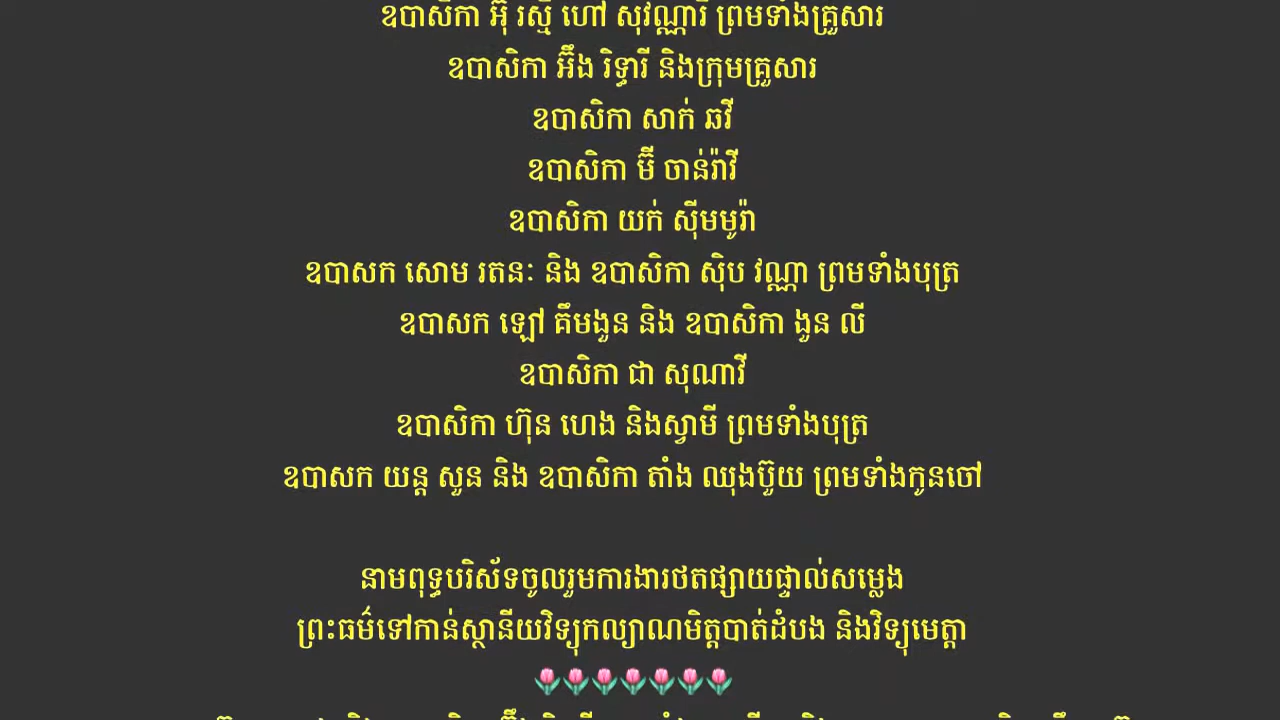 ឧបាសិកា អ៊ុ រស្មី ហៅ សុវណ្ណារី ព្រមទាំងគ្រួសារ
ឧបាសិកា អ៊ឹង រិទ្ធារី និងក្រុមគ្រួសារ
ឧបាសិកា សាក់ ឆវី
ឧបាសិកា ម៊ី ចាន់រ៉ាវី
ឧបាសិកា យក់ ស៊ីមមូរ៉ា
ឧបាសក សោម រតនៈ និង ឧបាសិកា ស៊ិប វណ្ណា ព្រមទាំងបុត្រ
ឧបាសក ឡៅ គឹមងួន និង ឧបាសិកា ងួន លី
ឧបាសិកា ជា សុណាវី
ឧបាសិកា ហ៊ុន ហេង និងស្វាមី ព្រមទាំងបុត្រ
ឧបាសក យន្ត សួន និង ឧបាសិកា តាំង ឈុងប៊ួយ ព្រមទាំងកូនចៅ
នាមពុទ្ធបរិស័ទចូលរួមការងារថតផ្សាយផ្ទាល់សម្លេង
ព្រះធម៌ទៅកាន់ស្ថានីយវិទ្យុកល្យាណមិត្តបាត់ដំបង និងវិទ្យុមេត្តា